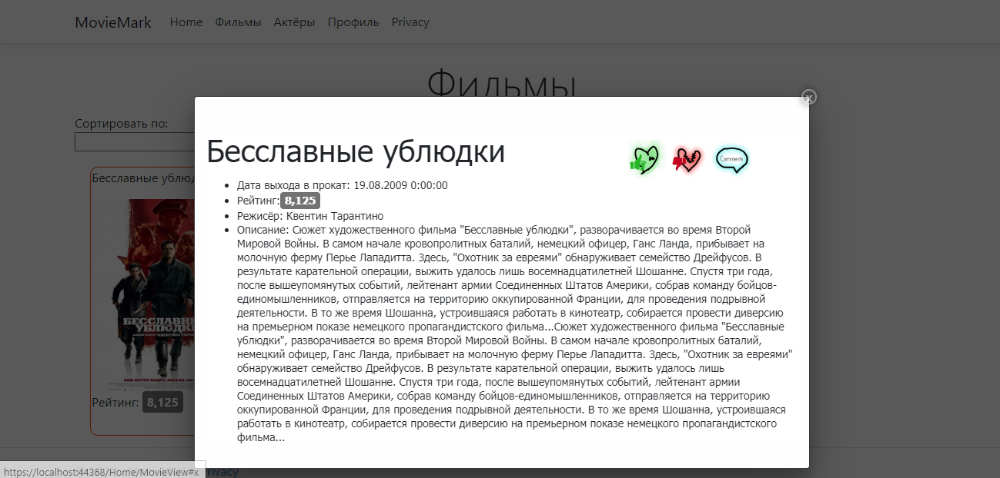 MovieMark Home Фильмы Актёры Профиль Privacy
Фильмы
x
Сортировать по:
Бесславные ублюд
БЕССЛАВНЫ
УБЛЮДКИ
Рейтинг: 8,125
Бесславные ублюдки
Comments
Дата выхода в прокат: 19.08.2009 0:00:00
Рейтинг: 8,125
Режисёр: Квентин Тарантино
Описание: Сюжет художественного фильма "Бесславные ублюдки", разворачивается во время Второй
Мировой Войны. В самом начале кровопролитных баталий, немецкий офицер, Ганс Ланда, прибывает на
молочную ферму Перье Лападитта. Здесь, "Охотник за евреями" обнаруживает семейство Дрейфусов. В
результате карательной операции, выжить удалось лишь восемнадцатилетней Шошанне. Спустя три года,
после вышеупомянутых событий, лейтенант армии Соединенных Штатов Америки, собрав команду бойцов-
единомышленников, отправляется на территорию оккупированной Франции, для проведения подрывной
деятельности. В то же время Шошанна, устроившаяся работать в кинотеатр, собирается провести диверсию
на премьерном показе немецкого пропагандистского фильма...Сюжет художественного фильма "Бесславные
ублюдки", разворачивается во время Второй Мировой Войны. В самом начале кровопролитных баталий,
немецкий офицер, Ганс Ланда, прибывает на молочную ферму Перье Лападитта. Здесь, "Охотник за евреями"
обнаруживает семейство Дрейфусов. В результате карательной операции, выжить удалось лишь
восемнадцатилетней Шошанне. Спустя три года, после вышеупомянутых событий, лейтенант армии
Соединенных Штатов Америки, собрав команду бойцов-единомышленников, отправляется на территорию
оккупированной Франции, для проведения подрывной деятельности. В то же время Шошанна, устроившаяся
работать в кинотеатр, собирается провести диверсию на премьерном показе немецкого пропагандистского
фильма...
https://localhost:44368/Home/MovieView#x Privacy